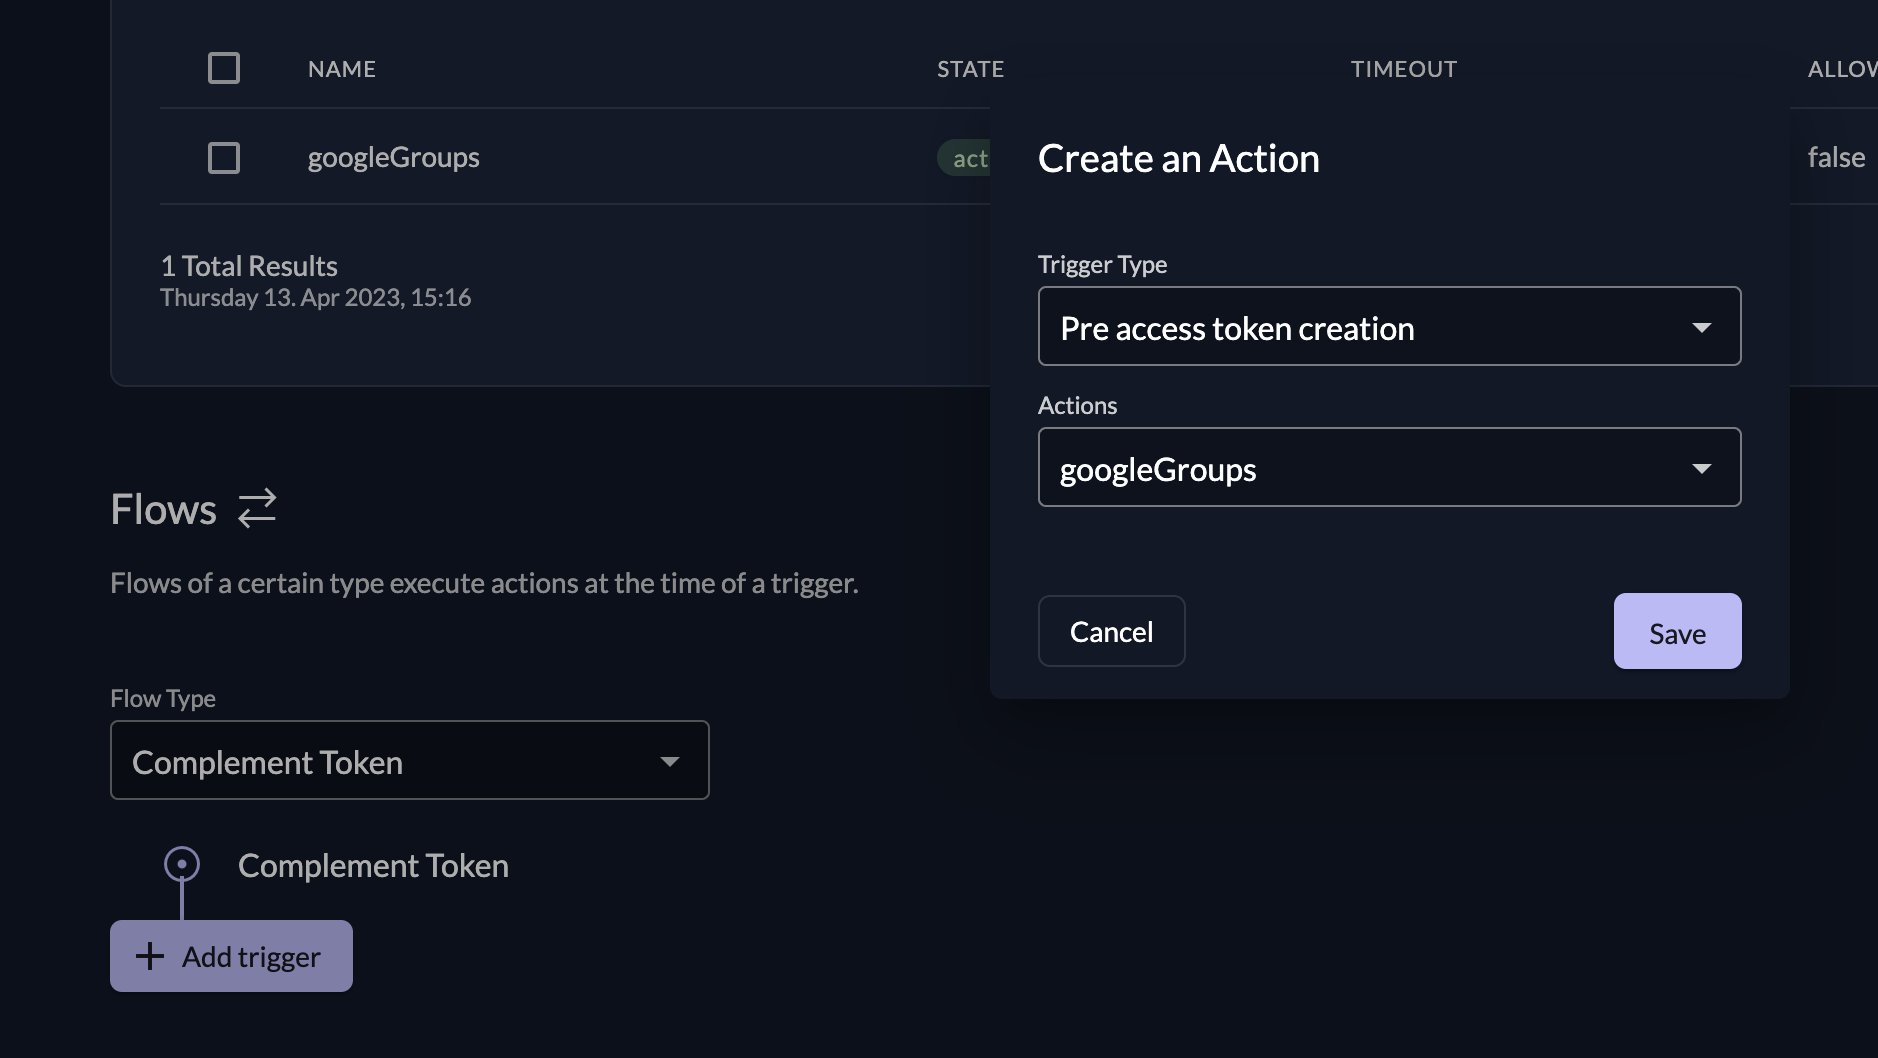 NAME STATE TIMEOUT ALLOW
googleGroups act false
1 Total Results
Thursday 13. Apr 2023, 15:16
Create an Action
Trigger Type
Pre access token creation
Actions
googleGroups
Cancel Save
Flows
Flows of a certain type execute actions at the time of a trigger.
Flow Type
Complement Token
Complement Token
Add trigger